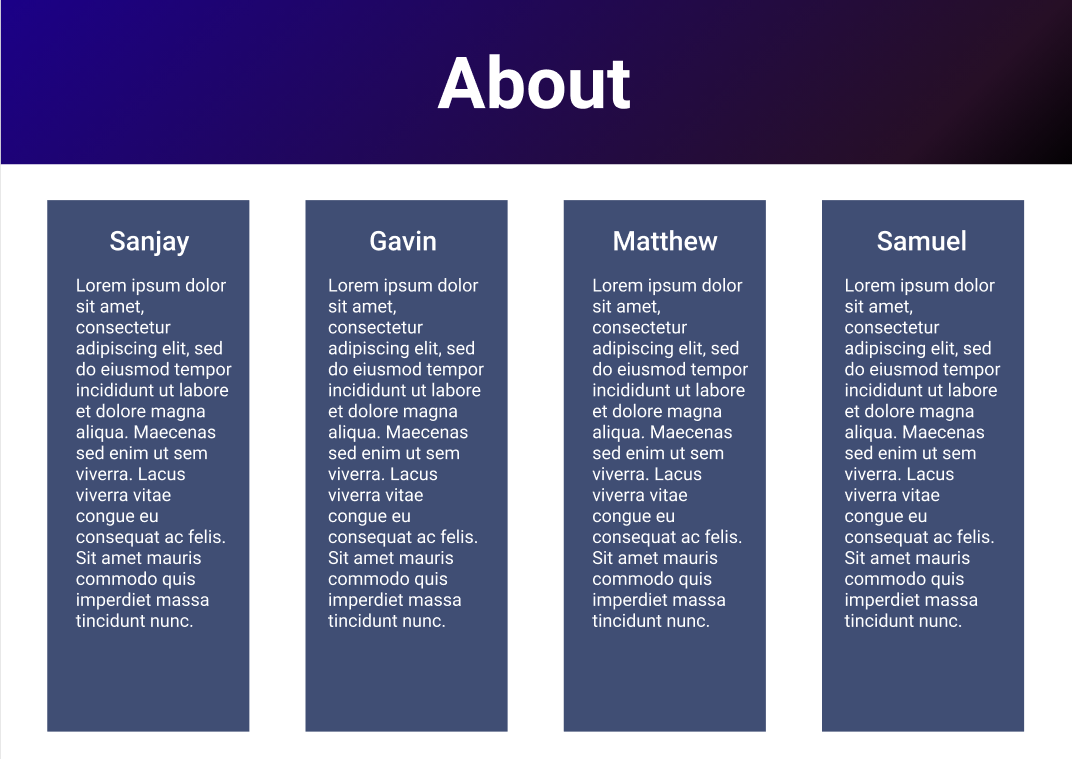 About
Sanjay
Lorem ipsum dolor
sit amet,
consectetur
adipiscing elit, sed
do eiusmod tempor
incididunt ut labore
et dolore magna
aliqua. Maecenas
sed enim ut sem
viverra. Lacus
viverra vitae
congue eu
consequat ac felis.
Sit amet mauris
commodo quis
imperdiet massa
tincidunt nunc.
Gavin
Lorem ipsum dolor
sit amet,
consectetur
adipiscing elit, sed
do eiusmod tempor
incididunt ut labore
et dolore magna
aliqua. Maecenas
sed enim ut sem
viverra. Lacus
viverra vitae
congue eu
consequat ac felis.
Sit amet mauris
commodo quis
imperdiet massa
tincidunt nunc.
Matthew
Lorem ipsum dolor
sit amet,
consectetur
adipiscing elit, sed
do eiusmod tempor
incididunt ut labore
et dolore magna
aliqua. Maecenas
sed enim ut sem
viverra. Lacus
viverra vitae
congue eu
consequat ac felis.
Sit amet mauris
commodo quis
imperdiet massa
tincidunt nunc.
Samuel
Lorem ipsum dolor
sit amet,
consectetur
adipiscing elit, sed
do eiusmod tempor
incididunt ut labore
et dolore magna
aliqua. Maecenas
sed enim ut sem
viverra. Lacus
viverra vitae
congue eu
consequat ac felis.
Sit amet mauris
commodo quis
imperdiet massa
tincidunt nunc.